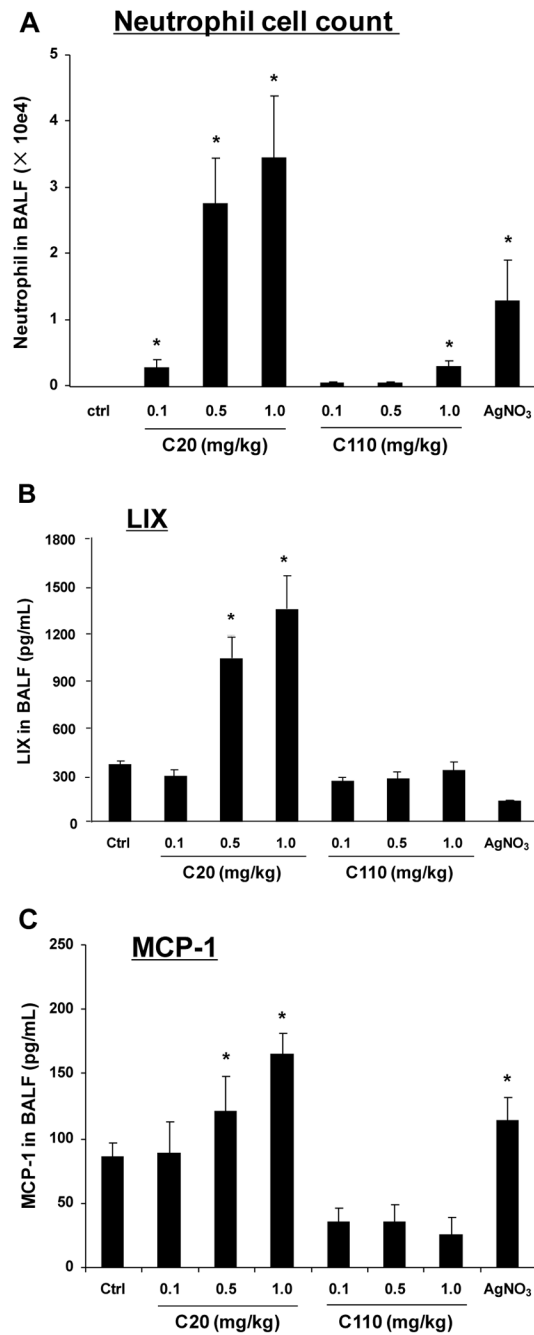 A
Neutrophil cell count
Neutrophil in BALF (× 10e4)
5
4
3
2
1
0
*
*
*
*
*
ctrl 0.1 0.5 1.0 0.1 0.5 1.0 AgNO₃
C20 (mg/kg) C110 (mg/kg)
B
LIX
LIX in BALF (pg/mL)
1800
1500
1200
900
600
300
0
*
*
Ctrl 0.1 0.5 1.0 0.1 0.5 1.0 AgNO₃
C20 (mg/kg) C110 (mg/kg)
C
MCP-1
MCP-1 in BALF (pg/mL)
250
200
150
100
50
0
*
*
*
Ctrl 0.1 0.5 1.0 0.1 0.5 1.0 AgNO₃
C20 (mg/kg) C110 (mg/kg)